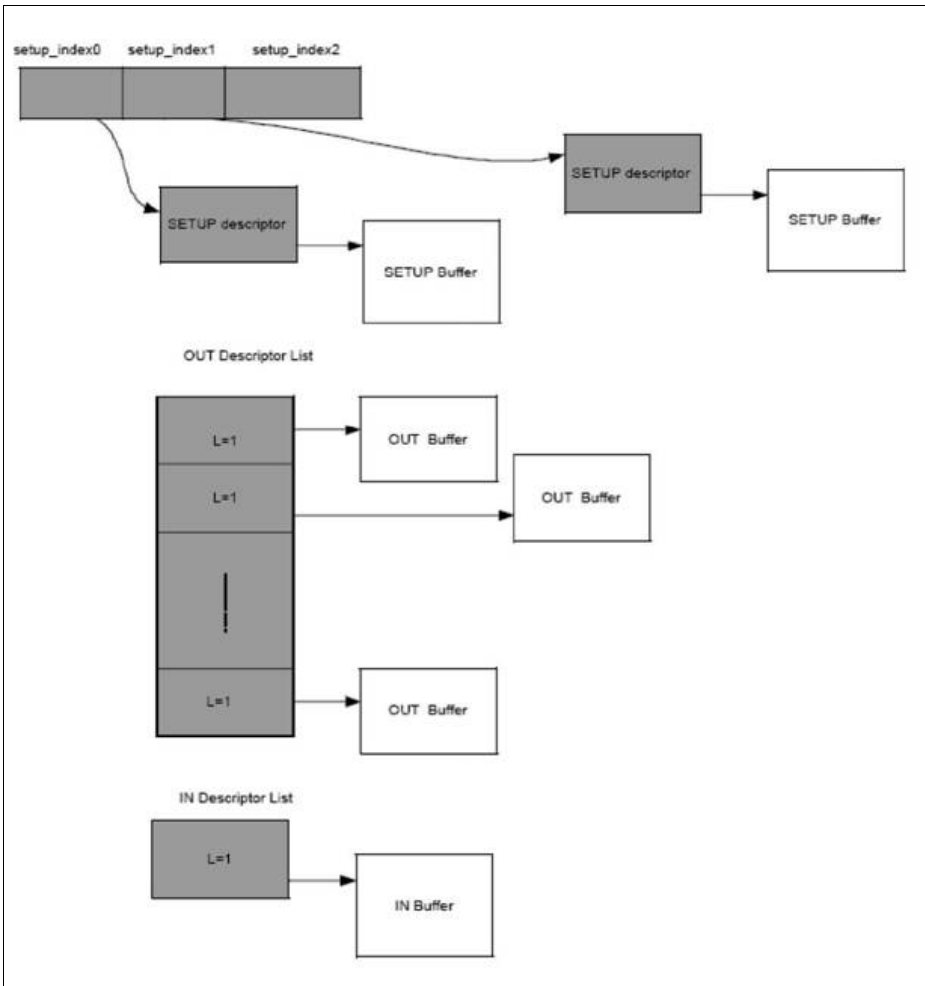 setup_index0 setup_index1 setup_index2
SETUP descriptor
SETUP Buffer
SETUP descriptor
SETUP Buffer
OUT Descriptor List
L=1
OUT Buffer
L=1
OUT Buffer
L=1
OUT Buffer
IN Descriptor List
L=1
IN Buffer